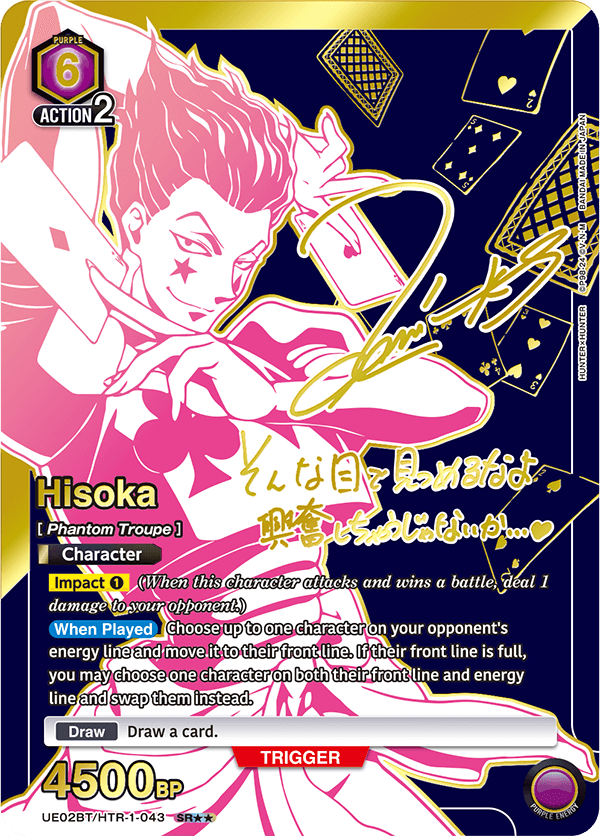 PURPLE
6
ACTION 2
2
5
3
HUNTER×HUNTER ©P98-24 ©V・N・M BANDAI MADE IN JAPAN
そんな目で見つめるなよ
興奮しちゃうじゃないか…♥
Hisoka
[ Phantom Troupe ]
Character
Impact ❶ (When this character attacks and wins a battle, deal 1
damage to your opponent.)
When Played Choose up to one character on your opponent's
energy line and move it to their front line. If their front line is full,
you may choose one character on both their front line and energy
line and swap them instead.
Draw Draw a card.
TRIGGER
4500BP
UE02BT/HTR-1-043 SR★★
PURPLE ENERGY